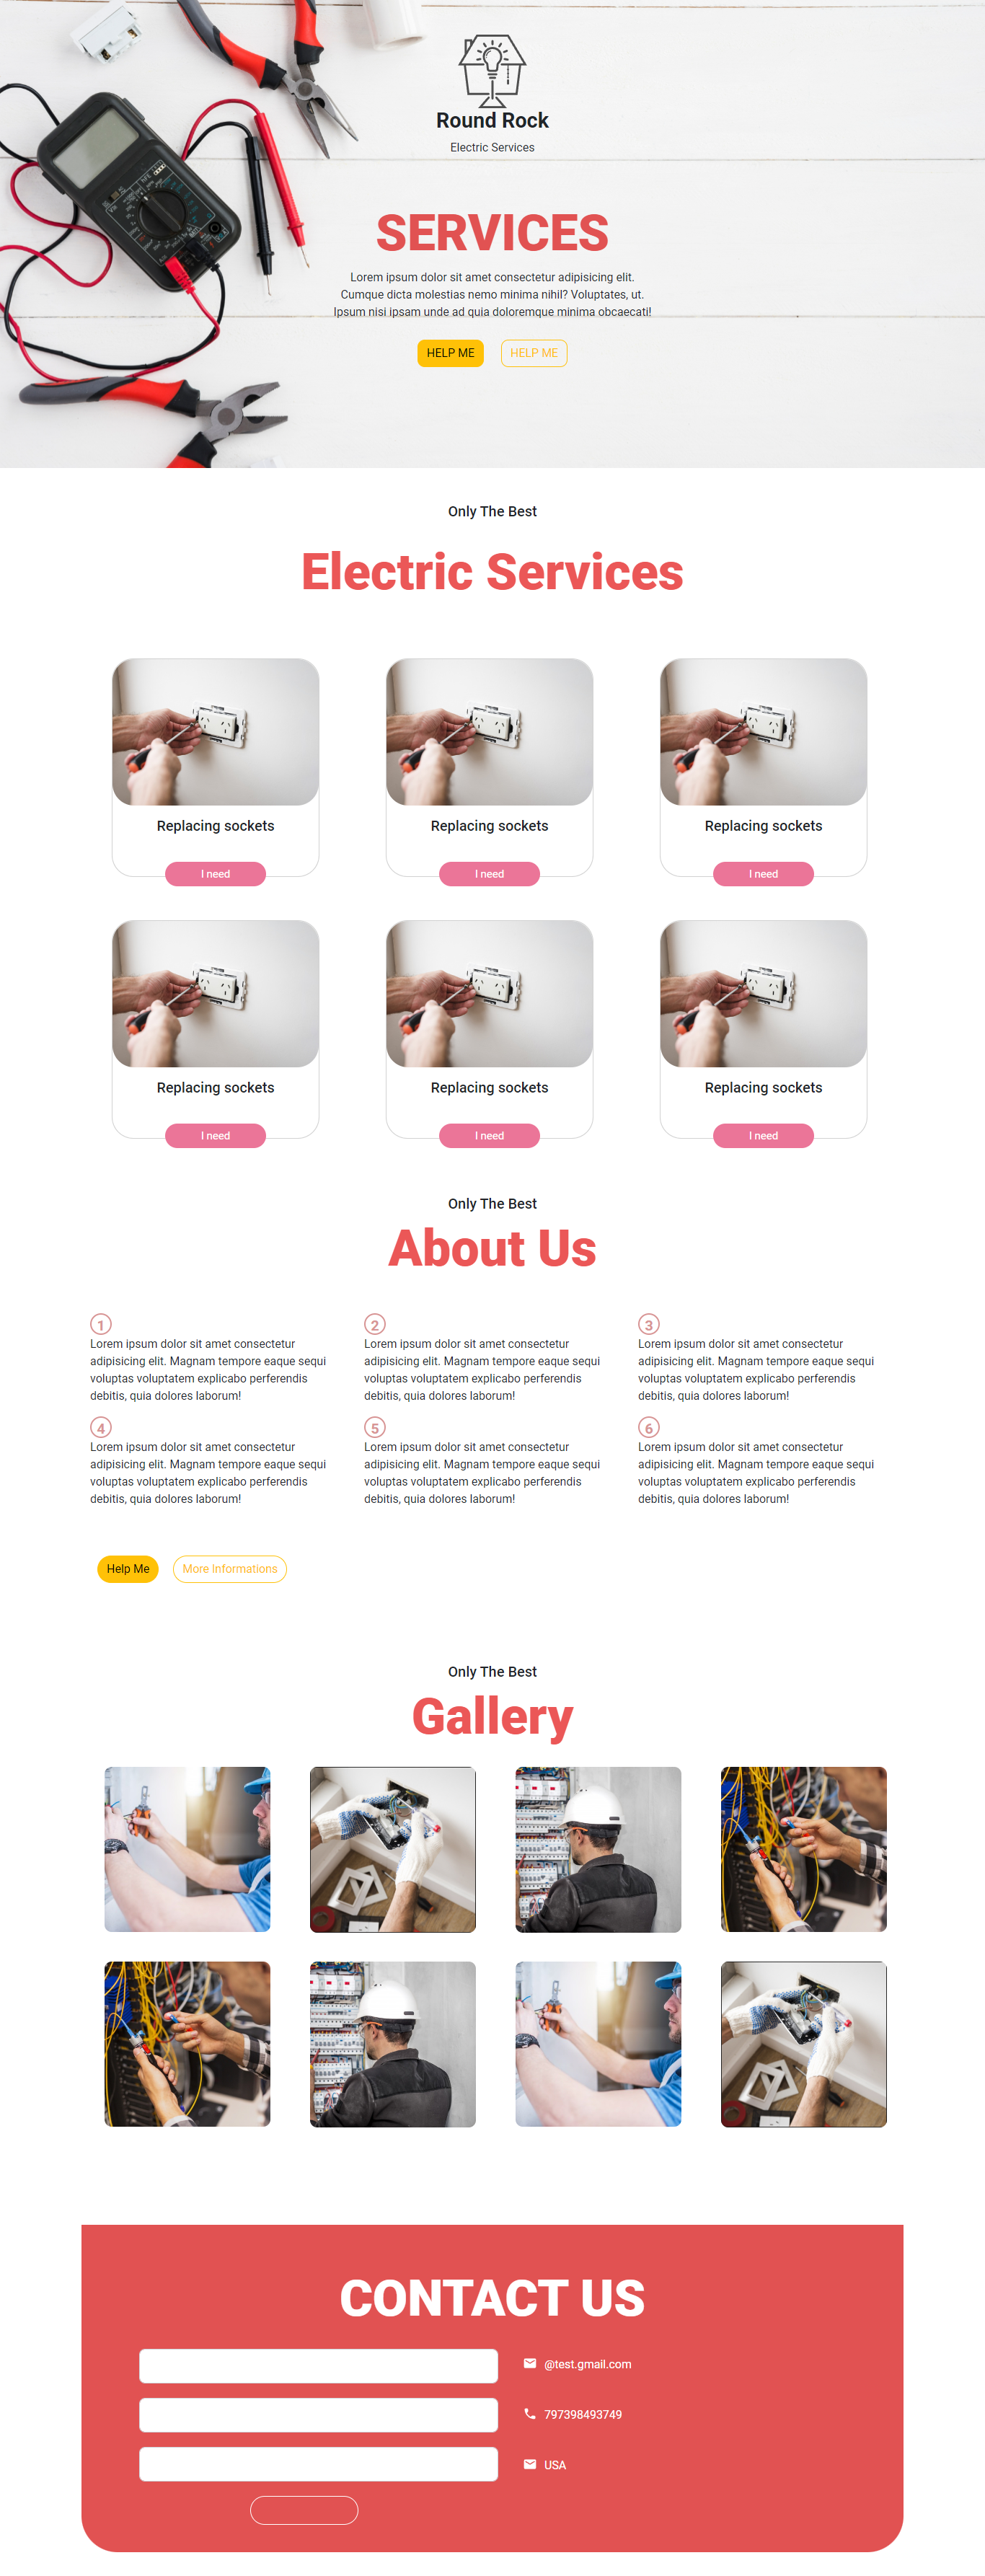 Round Rock
Electric Services
SERVICES
Lorem ipsum dolor sit amet consectetur adipisicing elit.
Cumque dicta molestias nemo minima nihil? Voluptates, ut.
Ipsum nisi ipsam unde ad quia doloremque minima obcaecati!
HELP ME HELP ME
Only The Best
Electric Services
Replacing sockets Replacing sockets Replacing sockets
I need I need I need
Replacing sockets Replacing sockets Replacing sockets
I need I need I need
Only The Best
About Us
1
Lorem ipsum dolor sit amet consectetur
adipisicing elit. Magnam tempore eaque sequi
voluptas voluptatem explicabo perferendis
debitis, quia dolores laborum!
2
Lorem ipsum dolor sit amet consectetur
adipisicing elit. Magnam tempore eaque sequi
voluptas voluptatem explicabo perferendis
debitis, quia dolores laborum!
3
Lorem ipsum dolor sit amet consectetur
adipisicing elit. Magnam tempore eaque sequi
voluptas voluptatem explicabo perferendis
debitis, quia dolores laborum!
4
Lorem ipsum dolor sit amet consectetur
adipisicing elit. Magnam tempore eaque sequi
voluptas voluptatem explicabo perferendis
debitis, quia dolores laborum!
5
Lorem ipsum dolor sit amet consectetur
adipisicing elit. Magnam tempore eaque sequi
voluptas voluptatem explicabo perferendis
debitis, quia dolores laborum!
6
Lorem ipsum dolor sit amet consectetur
adipisicing elit. Magnam tempore eaque sequi
voluptas voluptatem explicabo perferendis
debitis, quia dolores laborum!
Help Me More Informations
Only The Best
Gallery
CONTACT US
@test.gmail.com
797398493749
USA